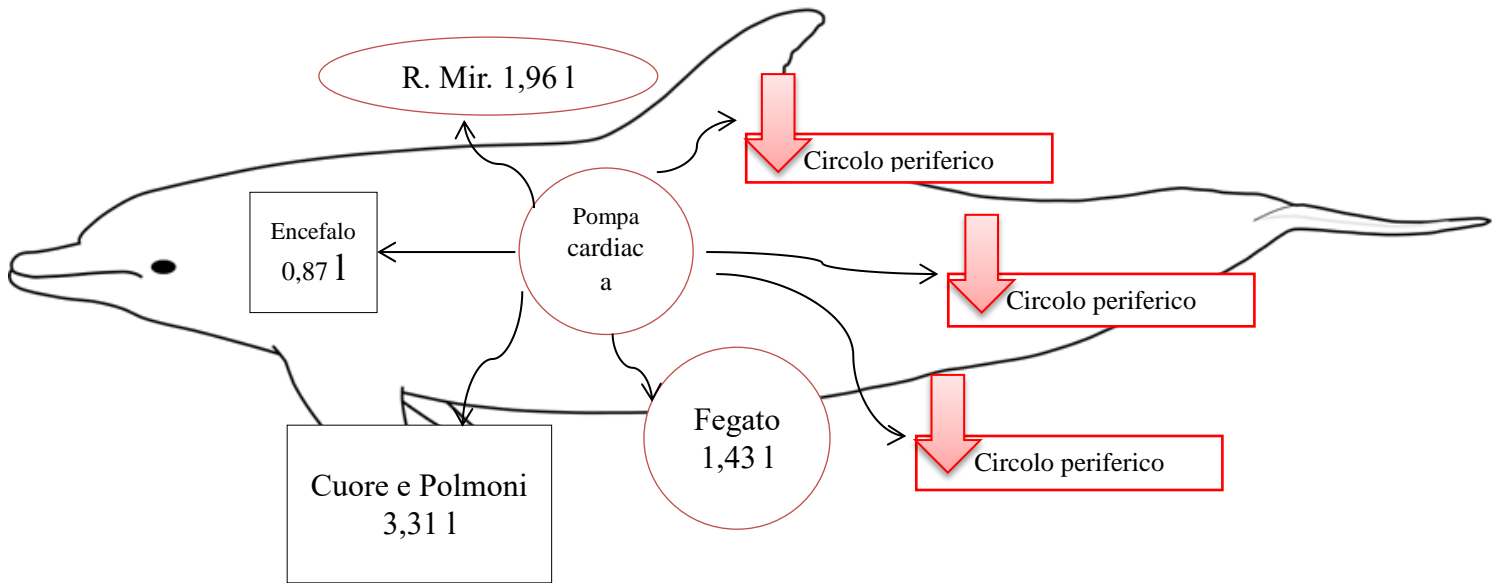 R. Mir. 1,96 l
Circolo periferico
Pompa
cardiac
a
Encefalo
0,87 l
Circolo periferico
Fegato
1,43 l
Circolo periferico
Cuore e Polmoni
3,31 l